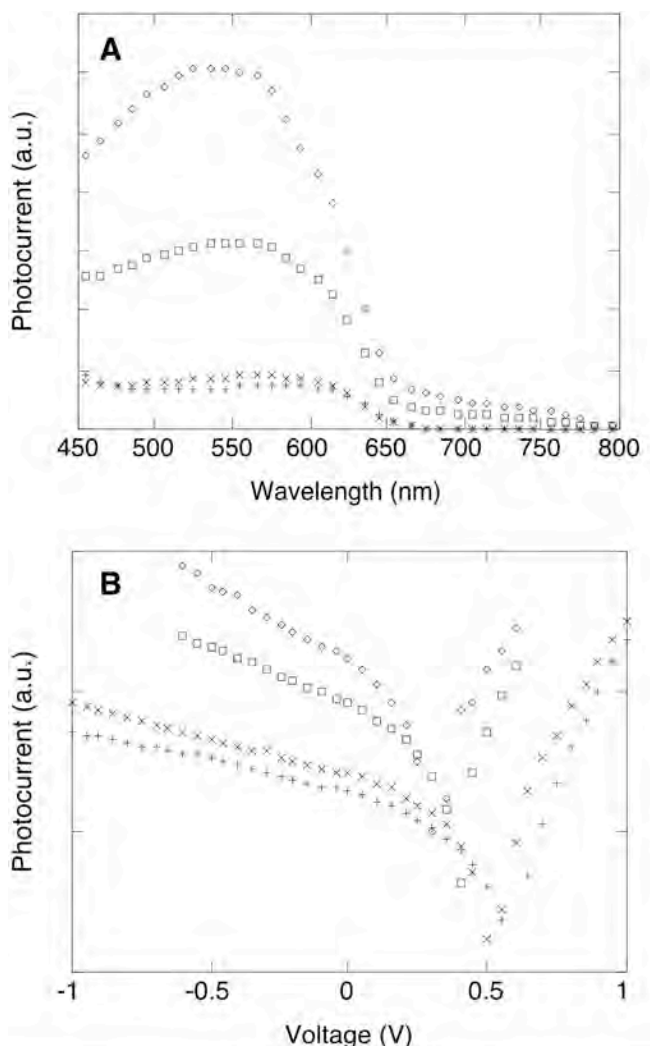 A
Photocurrent (a.u.)
450 500 550 600 650 700 750 800
Wavelength (nm)
B
Photocurrent (a.u.)
-1 -0.5 0 0.5 1
Voltage (V)